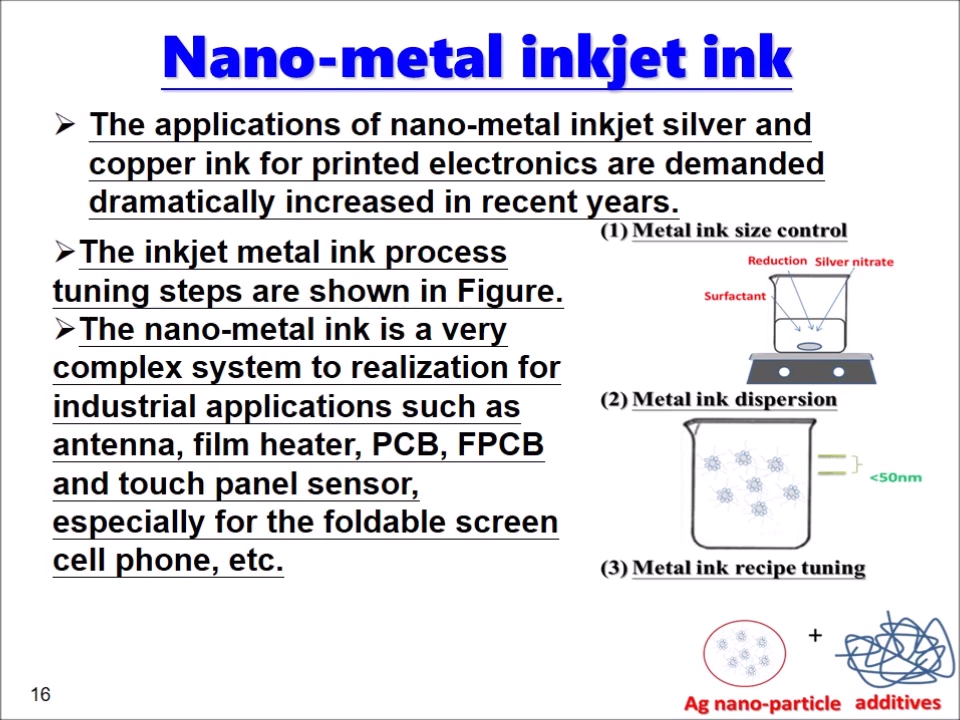 Nano-metal inkjet ink
➢ The applications of nano-metal inkjet silver and
copper ink for printed electronics are demanded
dramatically increased in recent years.
➢The inkjet metal ink process
tuning steps are shown in Figure.
➢The nano-metal ink is a very
complex system to realization for
industrial applications such as
antenna, film heater, PCB, FPCB
and touch panel sensor,
especially for the foldable screen
cell phone, etc.
(1) Metal ink size control
Reduction Silver nitrate
Surfactant
(2) Metal ink dispersion
<50nm
(3) Metal ink recipe tuning
+
Ag nano-particle additives
16